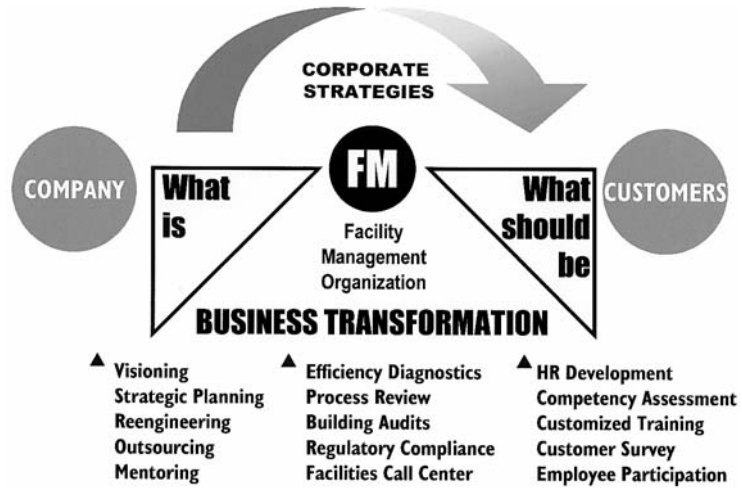 CORPORATE
STRATEGIES
COMPANY
What
is
FM
Facility
Management
Organization
What
should
be
CUSTOMERS
BUSINESS TRANSFORMATION
▲ Visioning
Strategic Planning
Reengineering
Outsourcing
Mentoring
▲ Efficiency Diagnostics
Process Review
Building Audits
Regulatory Compliance
Facilities Call Center
▲ HR Development
Competency Assessment
Customized Training
Customer Survey
Employee Participation